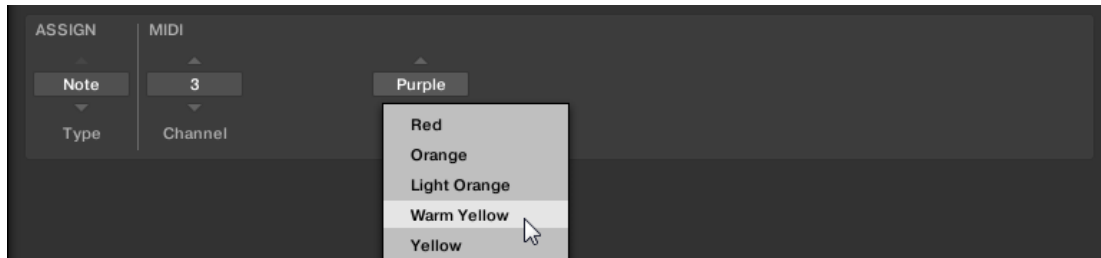 ASSIGN MIDI
Note 3 Purple
Type Channel
Red
Orange
Light Orange
Warm Yellow
Yellow